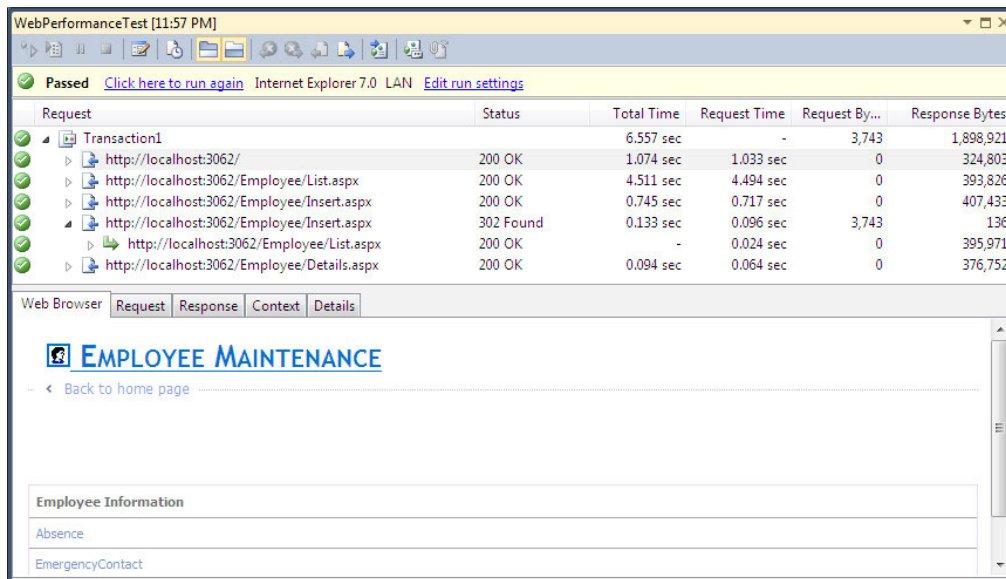 WebPerformanceTest [11:57 PM]
Passed Click here to run again Internet Explorer 7.0 LAN Edit run settings
Request Status Total Time Request Time Request By... Response Bytes
Transaction1 6.557 sec - 3,743 1,898,921
http://localhost:3062/ 200 OK 1.074 sec 1.033 sec 0 324,803
http://localhost:3062/Employee/List.aspx 200 OK 4.511 sec 4.494 sec 0 393,826
http://localhost:3062/Employee/Insert.aspx 200 OK 0.745 sec 0.717 sec 0 407,433
http://localhost:3062/Employee/Insert.aspx 302 Found 0.133 sec 0.096 sec 3,743 136
http://localhost:3062/Employee/List.aspx 200 OK - 0.024 sec 0 395,971
http://localhost:3062/Employee/Details.aspx 200 OK 0.094 sec 0.064 sec 0 376,752
Web Browser Request Response Context Details
EMPLOYEE MAINTENANCE
< Back to home page
Employee Information
Absence
EmergencyContact